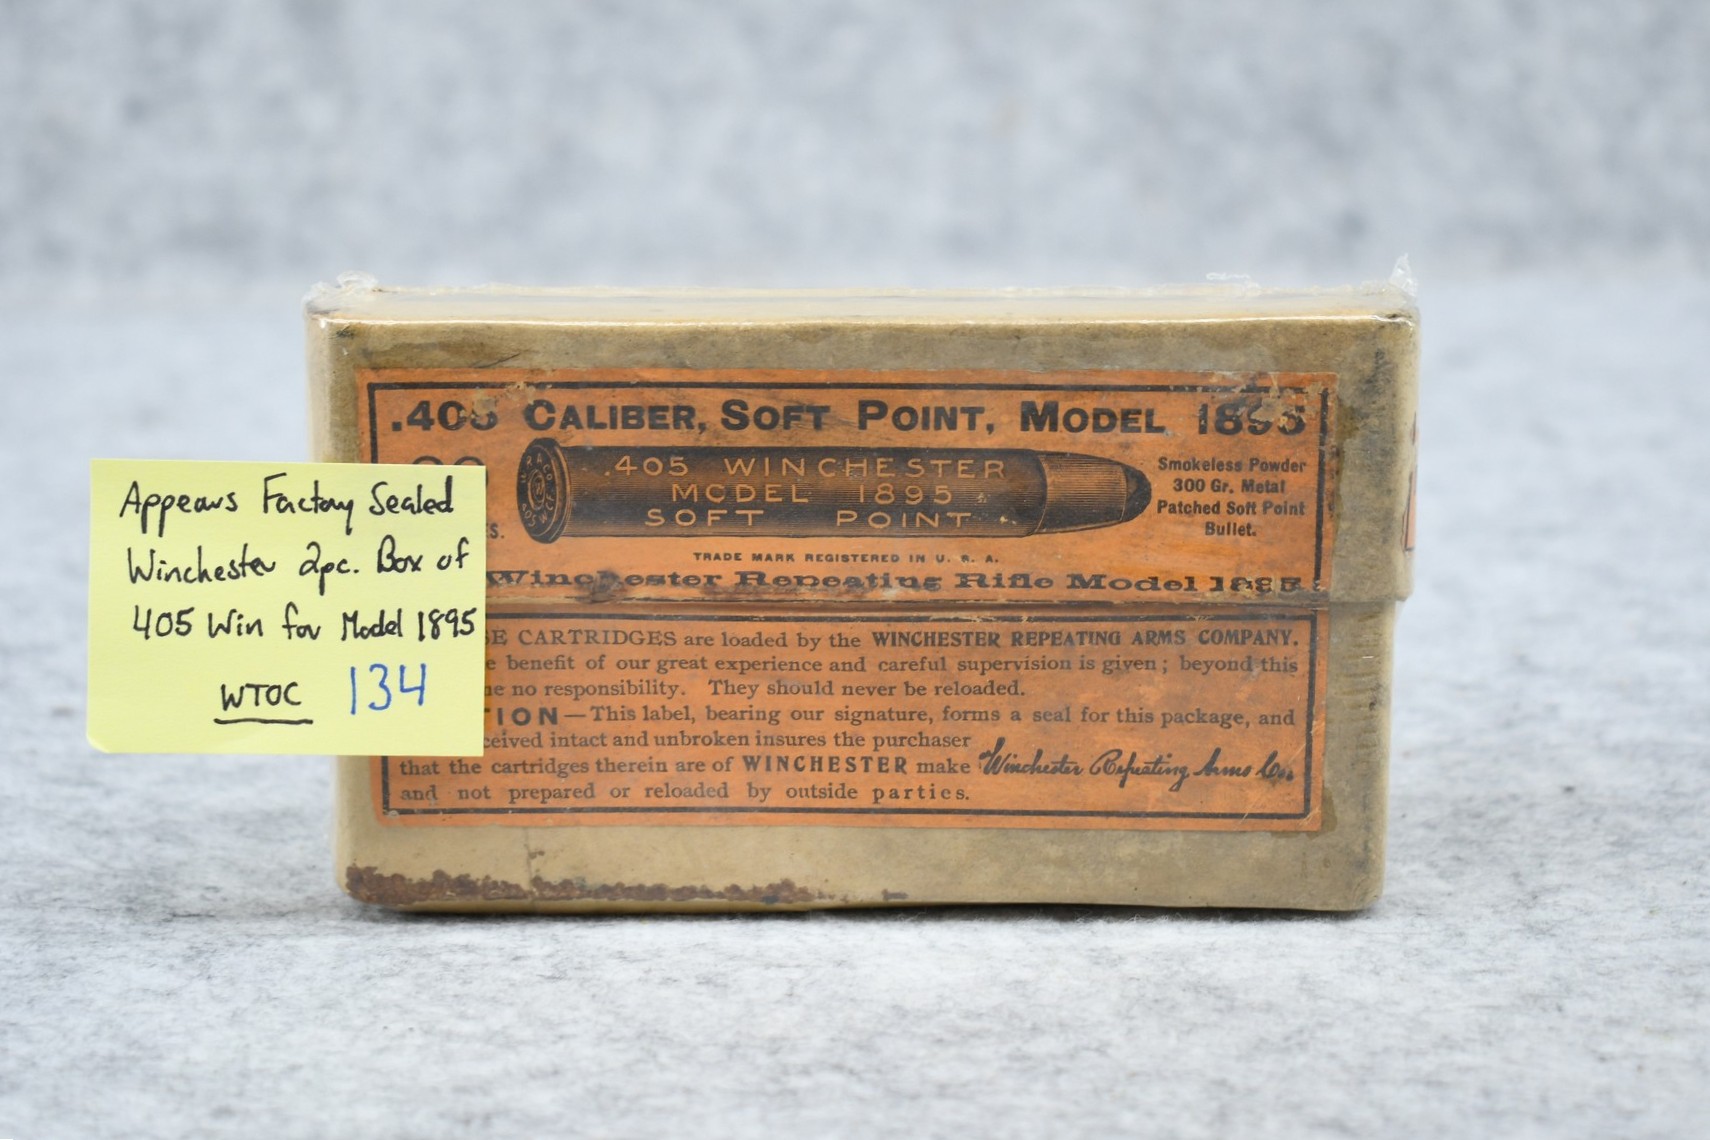 Appears Factory Sealed
Winchester 2pc. Box of
405 Win for Model 1895
WTOC 134
.405 CALIBER, SOFT POINT, MODEL 1895
.405 WINCHESTER
MODEL 1895
SOFT POINT
Smokeless Powder
300 Gr. Metal
Patched Soft Point
Bullet.
TRADE MARK REGISTERED IN U. S. A.
Winchester Repeating Rifle Model 1895
CARTRIDGES are loaded by the WINCHESTER REPEATING ARMS COMPANY.
benefit of our great experience and careful supervision is given; beyond this
no responsibility. They should never be reloaded.
TION—This label, bearing our signature, forms a seal for this package, and
ceived intact and unbroken insures the purchaser
that the cartridges therein are of WINCHESTER make Winchester Repeating Arms Co.
and not prepared or reloaded by outside parties.